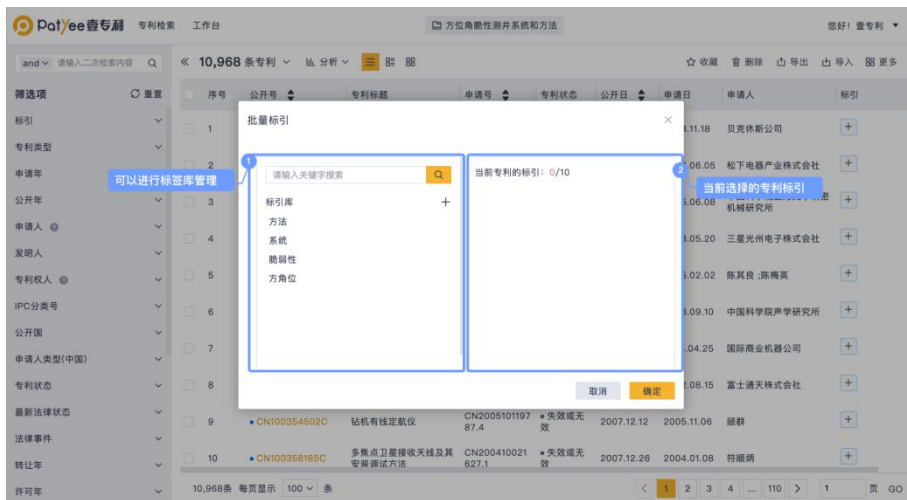 Patyee壹专利 专利检索 工作台 方位角脆性测井系统和方法 您好！壹专利
and 请输入二次检索内容 10,968 条专利 分析 收藏 删除 导出 导入 更多
筛选项 重置 序号 公开号 专利标题 申请号 专利状态 公开日 申请日 申请人 标引
标引
专利类型
申请年
公开年
申请人
发明人
专利权人
IPC分类号
公开国
申请人类型(中国)
专利状态
最新法律状态
法律事件
转让年
许可年
批量标引
1
可以进行标签库管理
请输入关键字搜索
标引库 +
方法
系统
脆弱性
方角位
当前专利的标引：0/10
2
当前选择的专利标引
取消 确定
1 .11.18 贝克休斯公司 +
2 .06.05 松下电器产业株式会社
3 .06.08 机械研究所 +
4 .05.20 三星光州电子株式会社 +
5 .02.02 陈其良 ;陈梅英 +
6 .09.10 中国科学院声学研究所 +
7 .04.25 国际商业机器公司 +
8 .08.15 富士通天株式会社 +
9 CN100354502C 钻机有线定航仪 CN2005101197
87.4 失效或无
效 2007.12.12 2005.11.06 顾群 +
10 CN100358185C 多焦点卫星接收天线及其
安装调试方法 CN200410021
627.1 失效或无
效 2007.12.26 2004.01.08 符顺炳 +
10,968条 每页显示 100 条 < 1 2 3 4 ... 110 > 1 页 GO